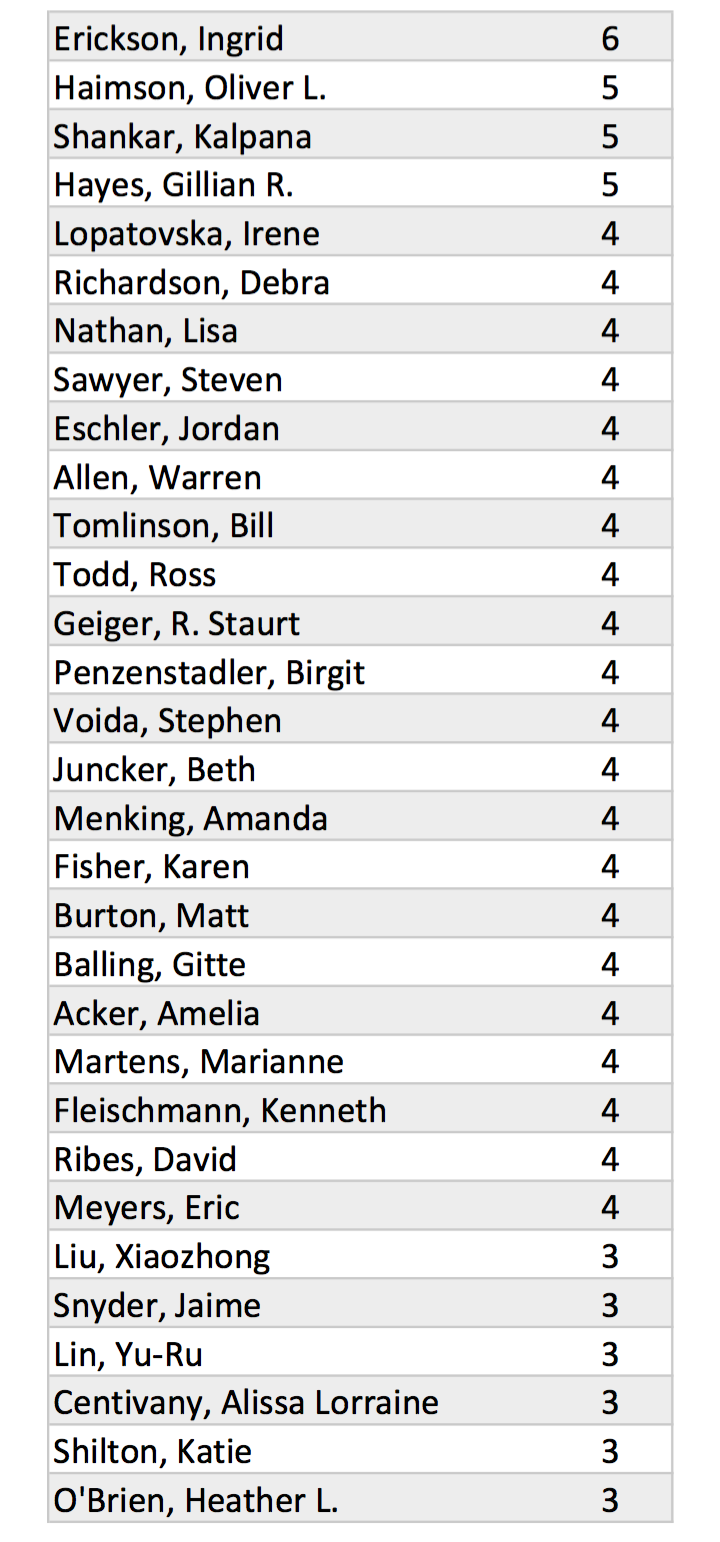 Erickson, Ingrid 6
Haimson, Oliver L. 5
Shankar, Kalpana 5
Hayes, Gillian R. 5
Lopatovska, Irene 4
Richardson, Debra 4
Nathan, Lisa 4
Sawyer, Steven 4
Eschler, Jordan 4
Allen, Warren 4
Tomlinson, Bill 4
Todd, Ross 4
Geiger, R. Staurt 4
Penzenstadler, Birgit 4
Voida, Stephen 4
Juncker, Beth 4
Menking, Amanda 4
Fisher, Karen 4
Burton, Matt 4
Balling, Gitte 4
Acker, Amelia 4
Martens, Marianne 4
Fleischmann, Kenneth 4
Ribes, David 4
Meyers, Eric 4
Liu, Xiaozhong 3
Snyder, Jaime 3
Lin, Yu-Ru 3
Centivany, Alissa Lorraine 3
Shilton, Katie 3
O'Brien, Heather L. 3